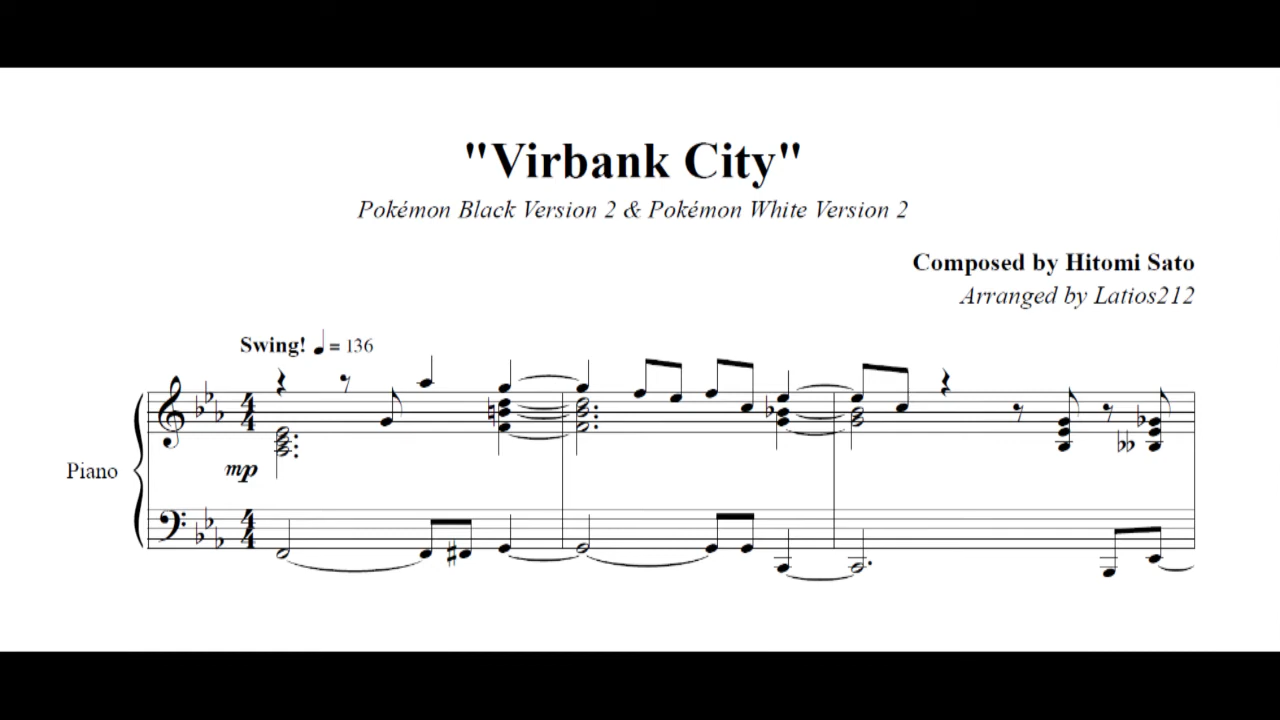 "Virbank City"
Pokémon Black Version 2 & Pokémon White Version 2
Composed by Hitomi Sato
Arranged by Latios212
Swing! ♩ = 136
Piano
mp